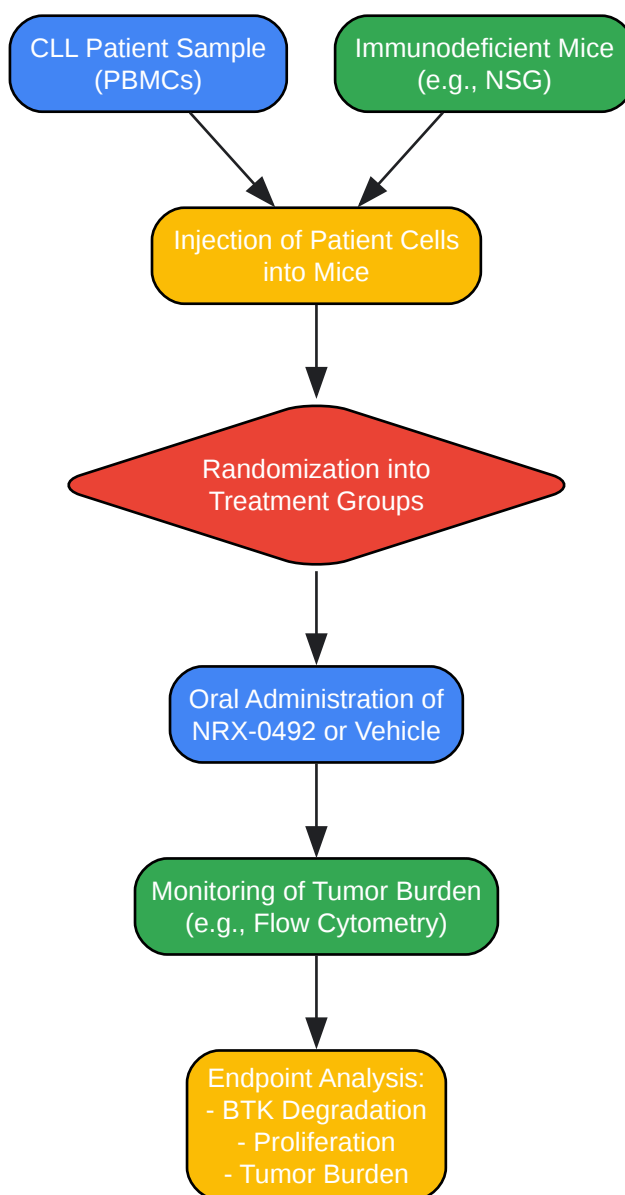 CLL Patient Sample
(PBMCs)
Immunodeficient Mice
(e.g., NSG)
Injection of Patient Cells
into Mice
Randomization into
Treatment Groups
Oral Administration of
NRX-0492 or Vehicle
Monitoring of Tumor Burden
(e.g., Flow Cytometry)
Endpoint Analysis:
- BTK Degradation
- Proliferation
- Tumor Burden